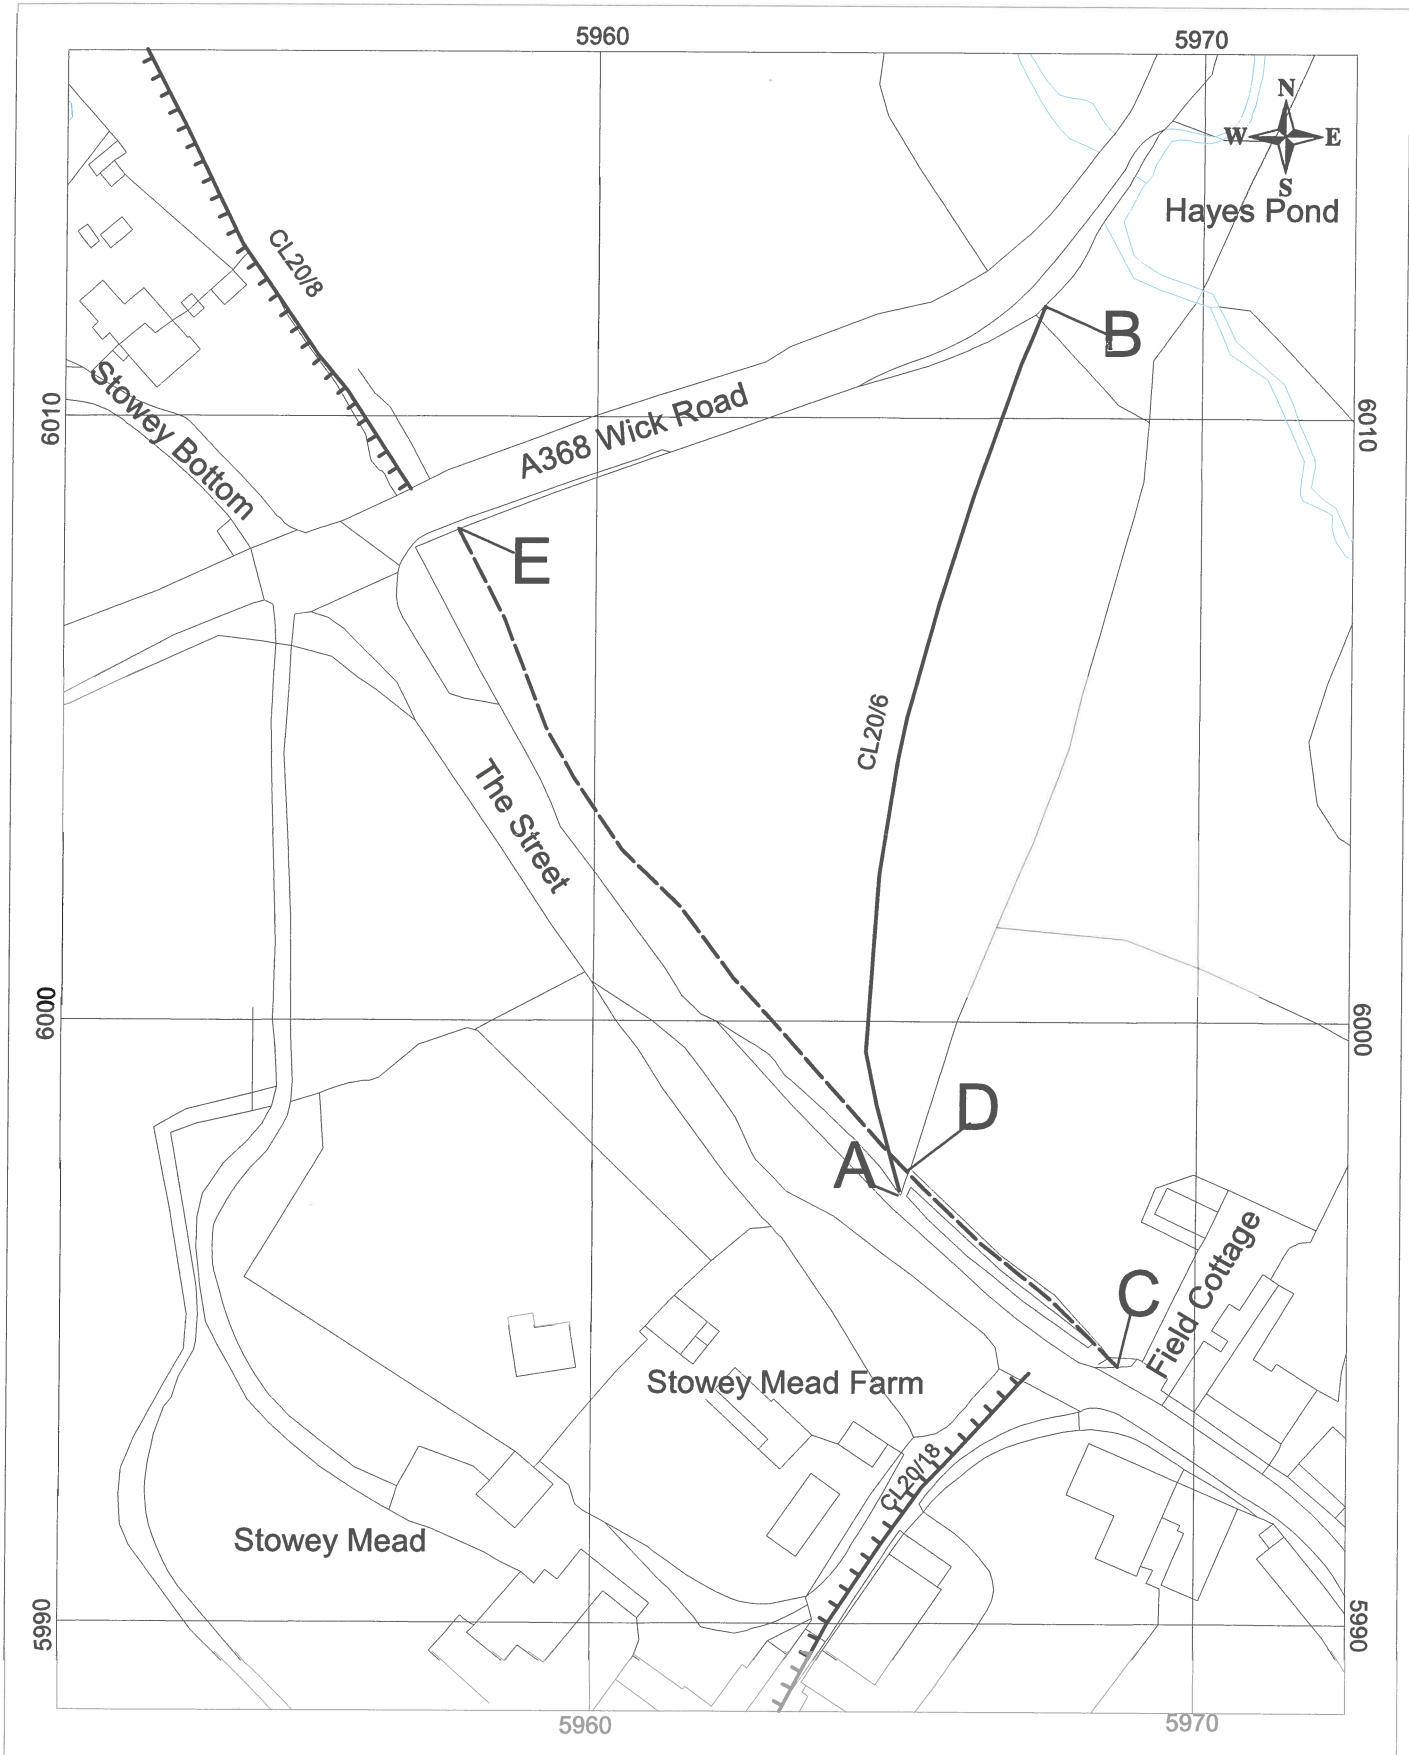 5960
5970
N
W
E
S
Hayes Pond
CL20/8
B
Stowey Bottom
6010
A368 Wick Road
6010
E
CL20/6
The Street
6000
6000
D
A
C
Field Cottage
Stowey Mead Farm
CL20/18
Stowey Mead
5990
5990
5960
5970